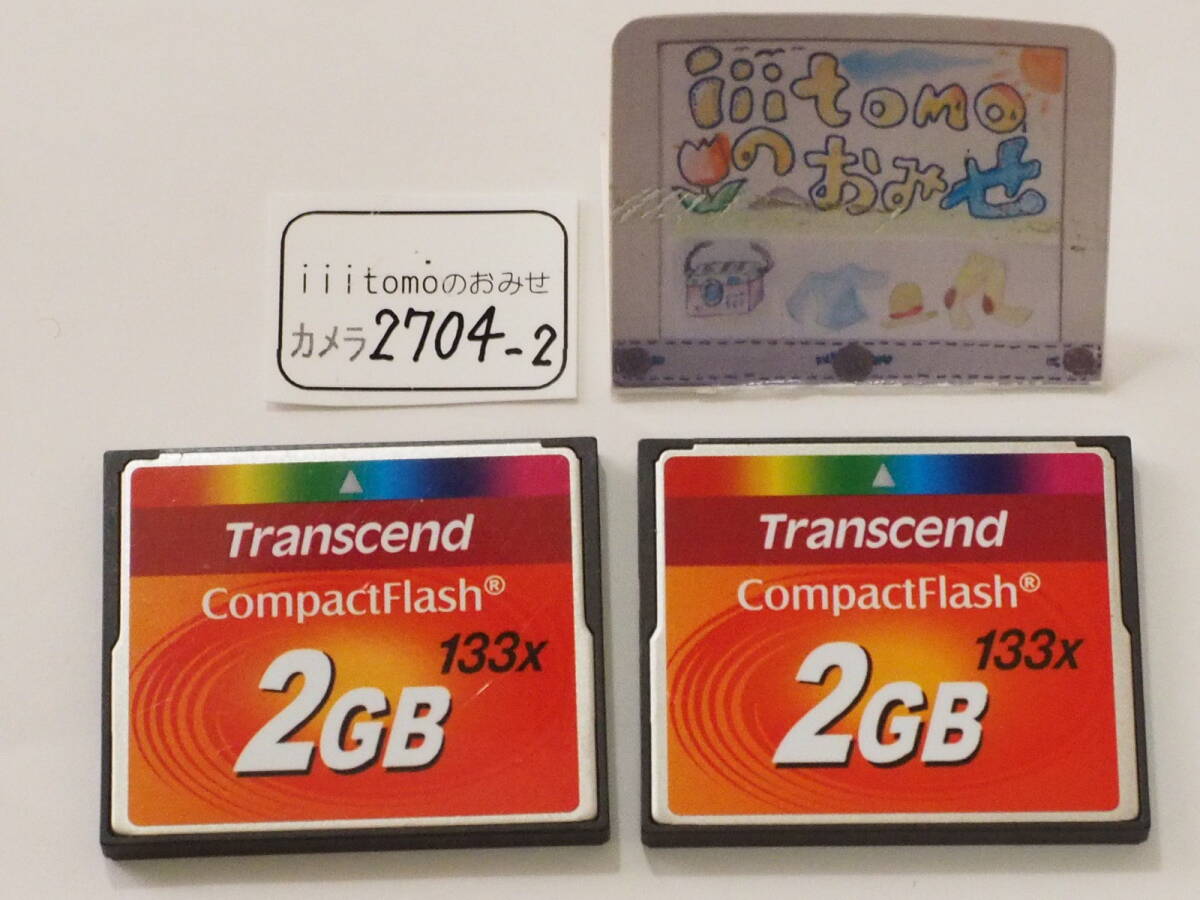 iiitomo
のおみせ
iiitomoのおみせ
カメラ2704-2
Transcend
CompactFlash®
133x
2GB
Transcend
CompactFlash®
133x
2GB